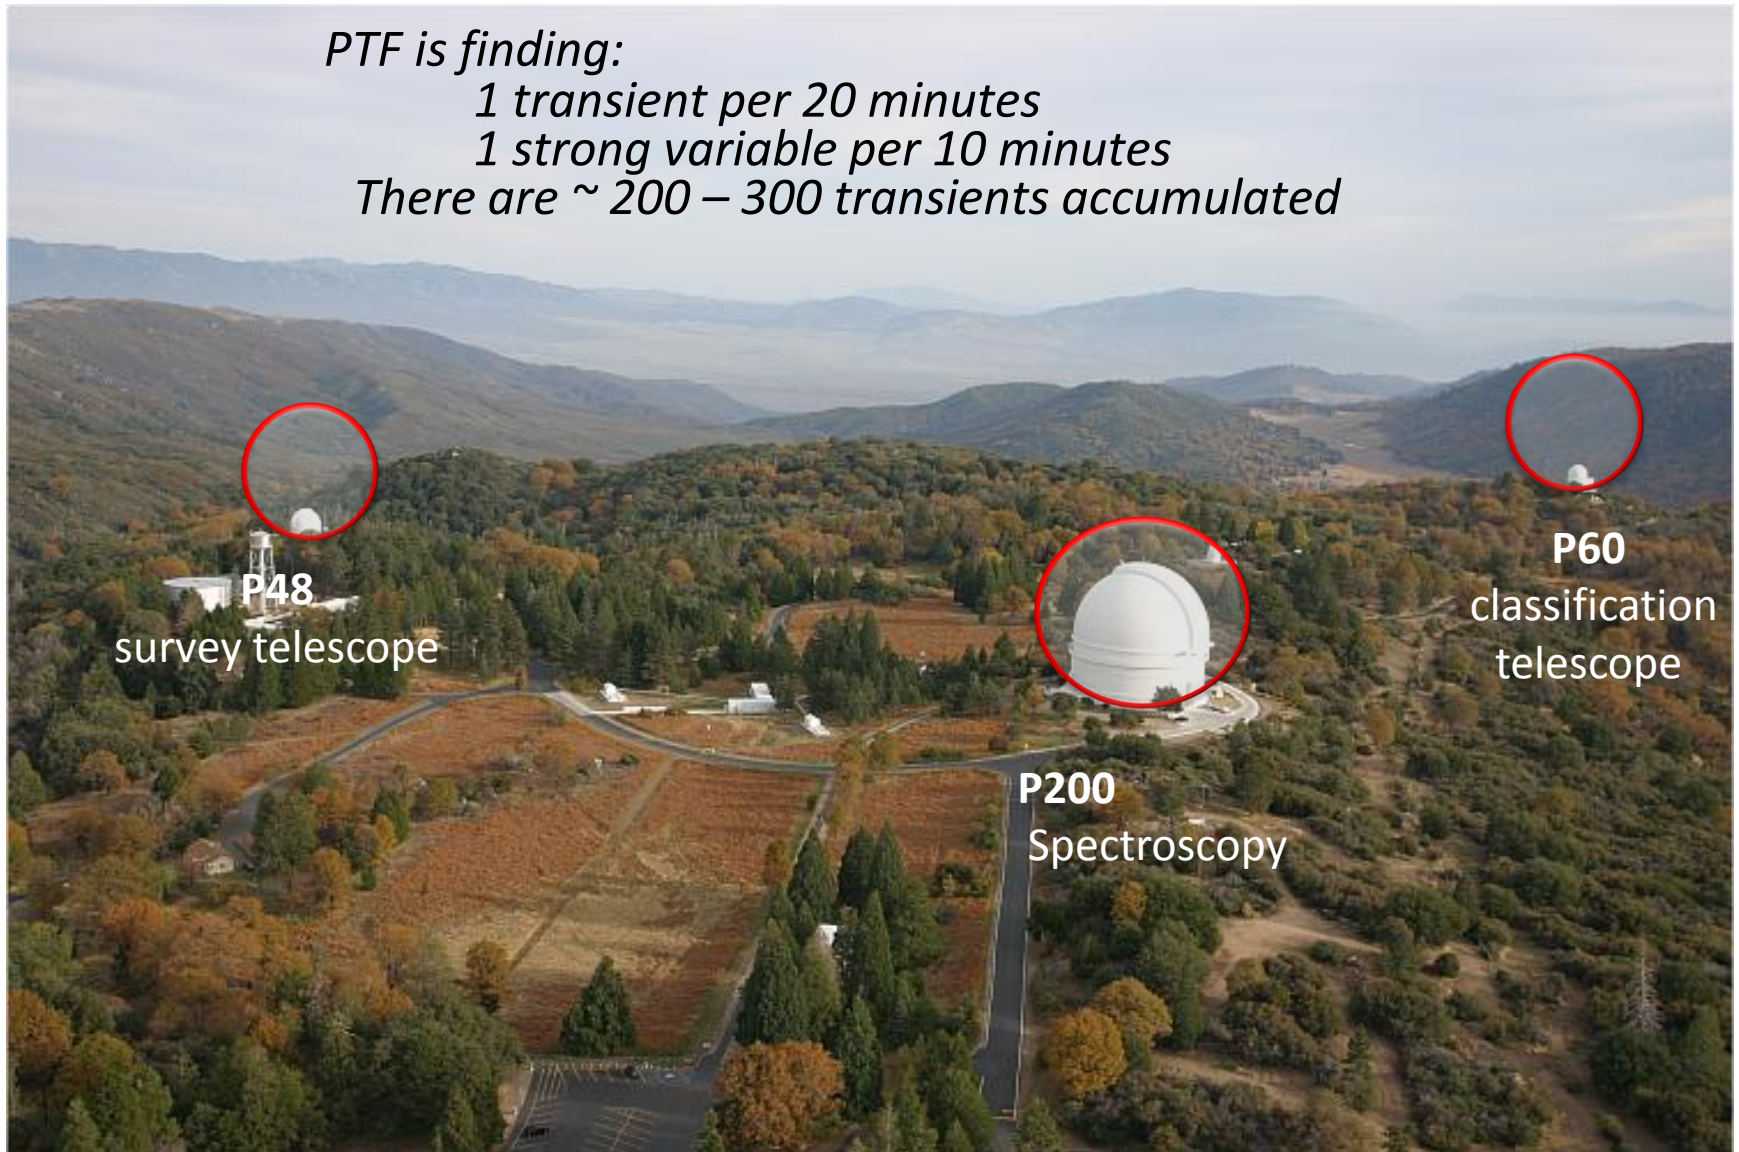 PTF is finding:
1 transient per 20 minutes
1 strong variable per 10 minutes
There are ~ 200 – 300 transients accumulated
P48
survey telescope
P60
classification
telescope
P200
Spectroscopy